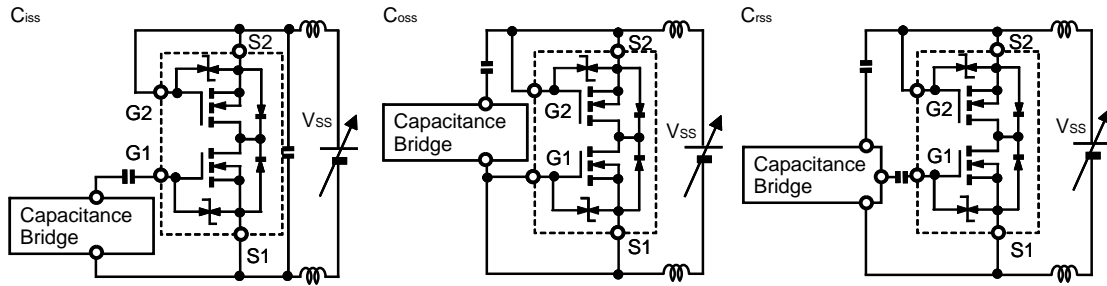 Ciss
S2
G2
VSS
G1
Capacitance
Bridge
S1
Coss
S2
G2
Capacitance
Bridge
VSS
G1
S1
Crss
S2
G2
VSS
G1
Capacitance
Bridge
S1